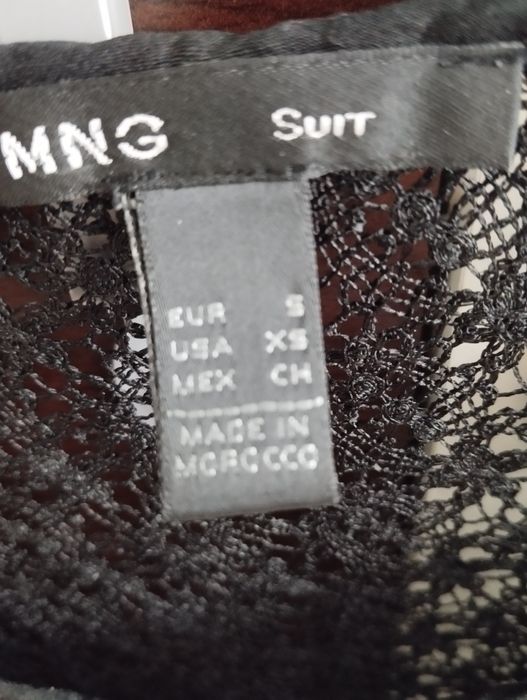 MNG SUIT
EUR S
USA XS
MEX CH
MADE IN
MOROCCO